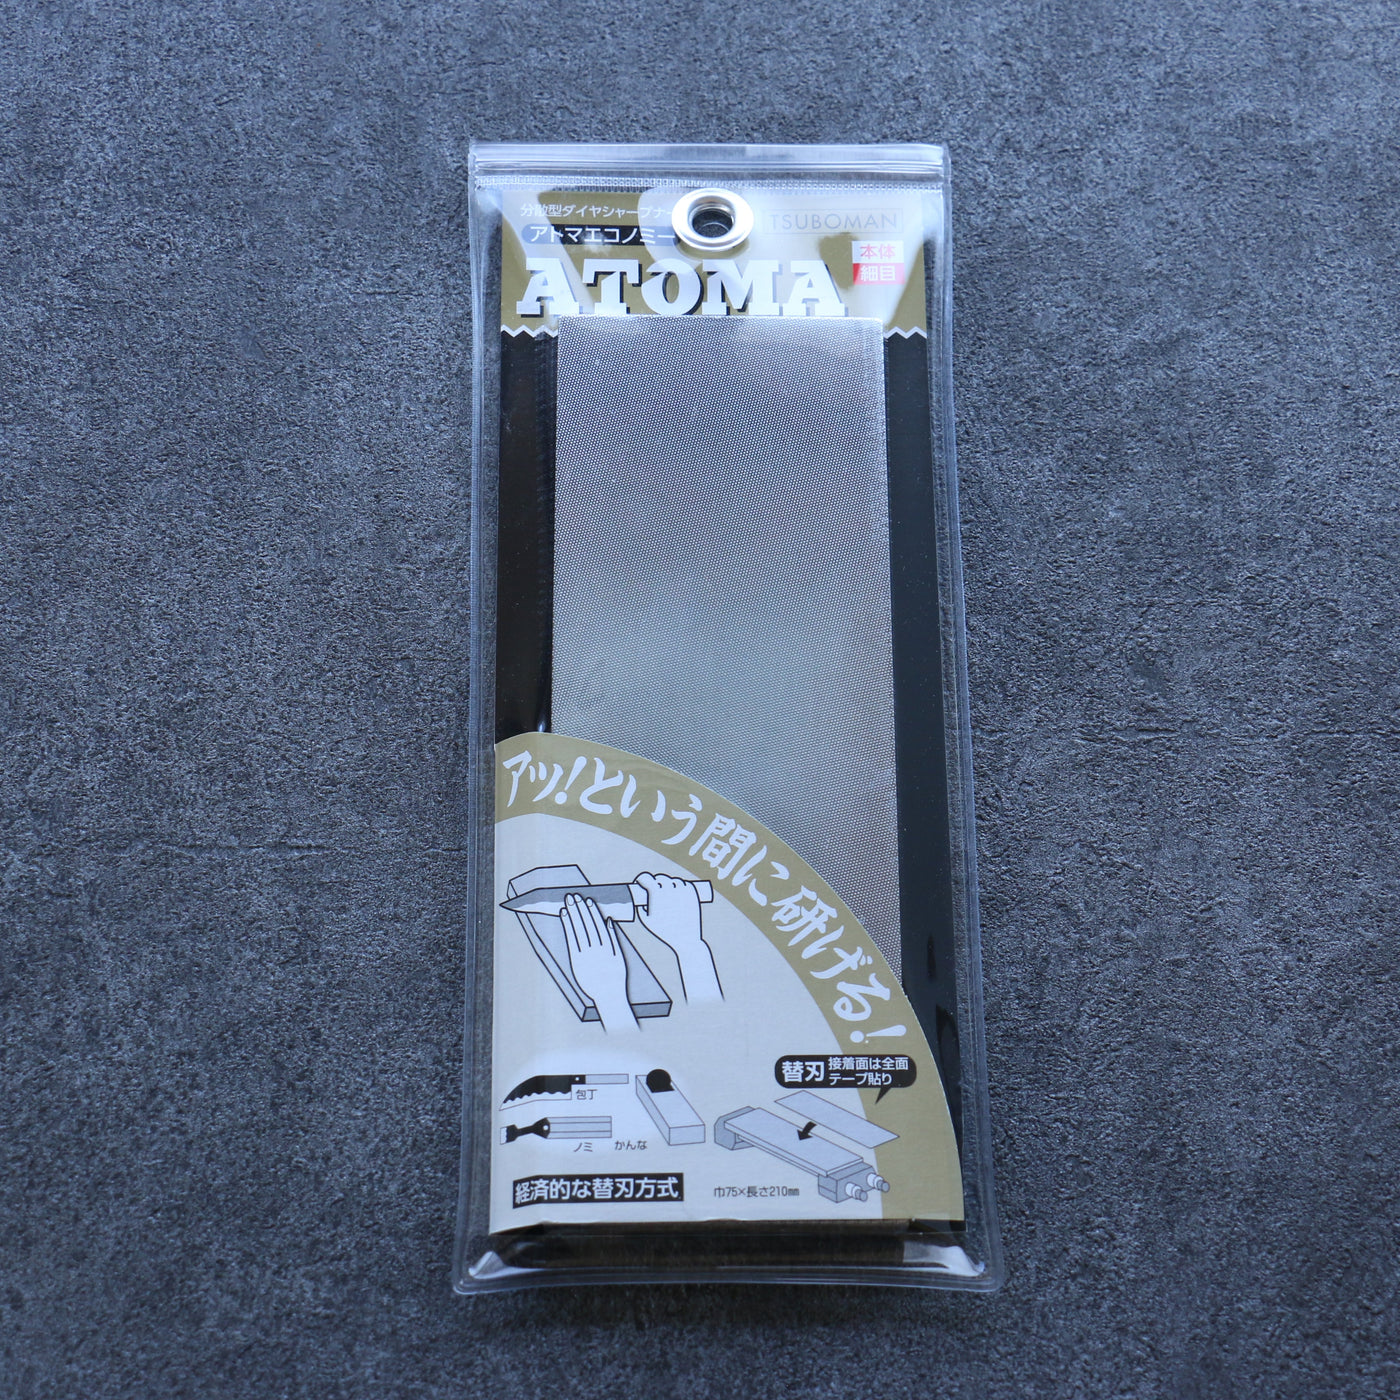 分散型ダイヤシャープナー
TSUBOMAN
アトマエコノミー
本体
細目
ATOMA
アッ!という間に研げる!
替刃 接着面は全面
テープ貼り
包丁
ノミ
かんな
経済的な替刃方式
巾75×長さ210mm